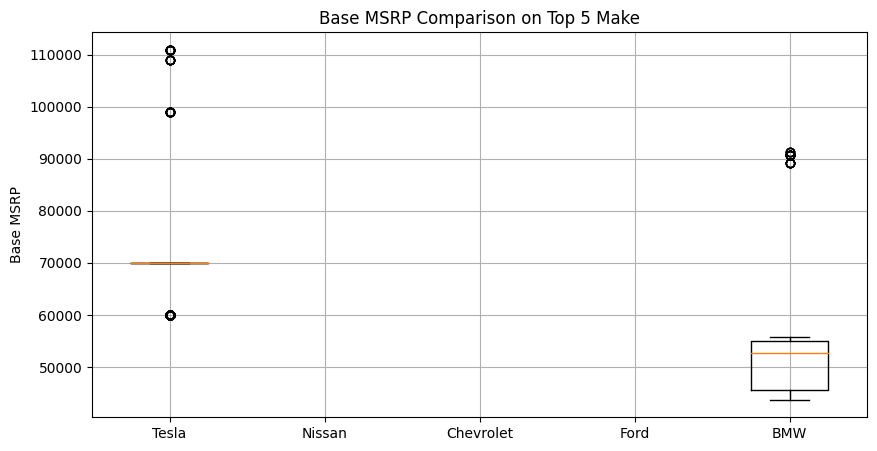 Base MSRP Comparison on Top 5 Make
Base MSRP
110000
100000
90000
80000
70000
60000
50000
Tesla Nissan Chevrolet Ford BMW